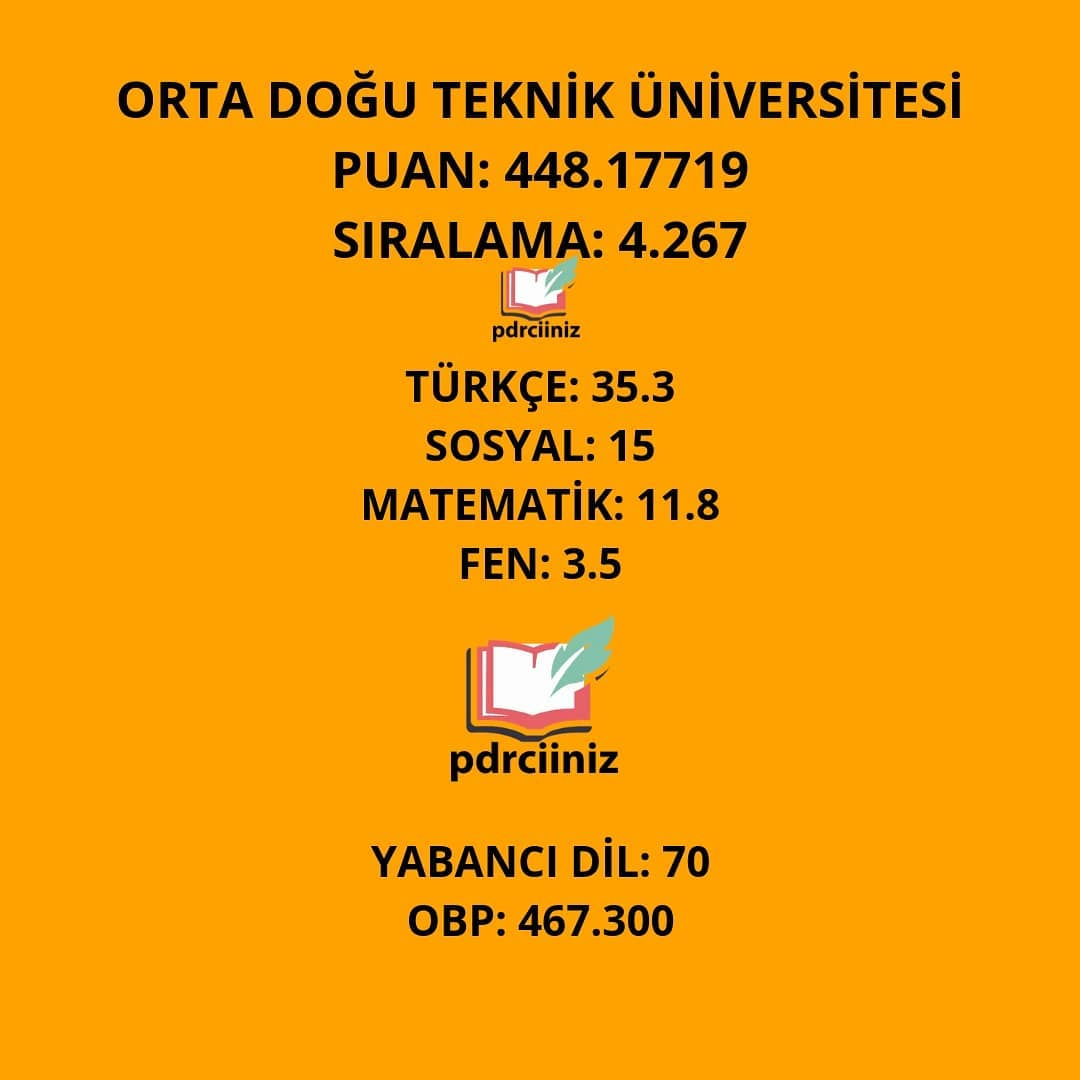 ORTA DOĞU TEKNİK ÜNİVERSİTESİ
PUAN: 448.17719
SIRALAMA: 4.267
pdrciiniz
TÜRKÇE: 35.3
SOSYAL: 15
MATEMATİK: 11.8
FEN: 3.5
pdrciiniz
YABANCI DİL: 70
OBP: 467.300